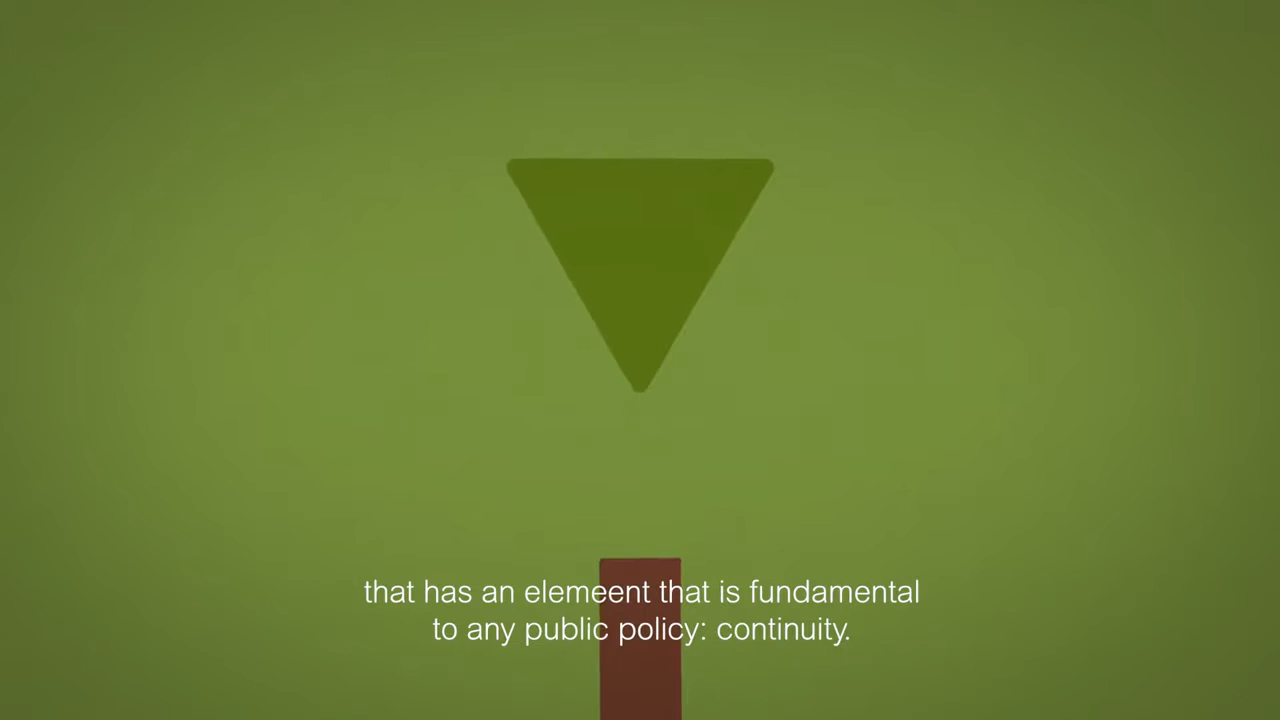 that has an elemeent that is fundamental
to any public policy: continuity.